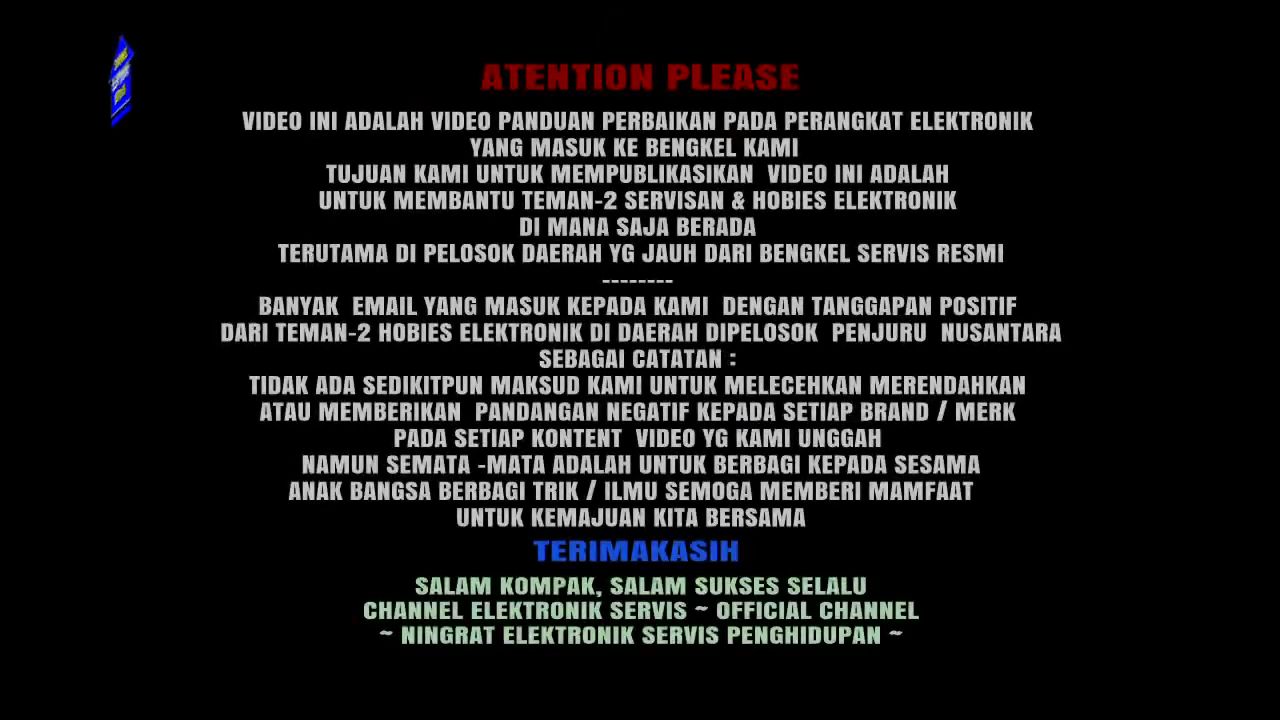 ATENTION PLEASE
VIDEO INI ADALAH VIDEO PANDUAN PERBAIKAN PADA PERANGKAT ELEKTRONIK
YANG MASUK KE BENGKEL KAMI
TUJUAN KAMI UNTUK MEMPUBLIKASIKAN VIDEO INI ADALAH
UNTUK MEMBANTU TEMAN-2 SERVISAN & HOBIES ELEKTRONIK
DI MANA SAJA BERADA
TERUTAMA DI PELOSOK DAERAH YG JAUH DARI BENGKEL SERVIS RESMI
--------
BANYAK EMAIL YANG MASUK KEPADA KAMI DENGAN TANGGAPAN POSITIF
DARI TEMAN-2 HOBIES ELEKTRONIK DI DAERAH DIPELOSOK PENJURU NUSANTARA
SEBAGAI CATATAN :
TIDAK ADA SEDIKITPUN MAKSUD KAMI UNTUK MELECEHKAN MERENDAHKAN
ATAU MEMBERIKAN PANDANGAN NEGATIF KEPADA SETIAP BRAND / MERK
PADA SETIAP KONTENT VIDEO YG KAMI UNGGAH
NAMUN SEMATA -MATA ADALAH UNTUK BERBAGI KEPADA SESAMA
ANAK BANGSA BERBAGI TRIK / ILMU SEMOGA MEMBERI MAMFAAT
UNTUK KEMAJUAN KITA BERSAMA
TERIMAKASIH
SALAM KOMPAK, SALAM SUKSES SELALU
CHANNEL ELEKTRONIK SERVIS ~ OFFICIAL CHANNEL
~ NINGRAT ELEKTRONIK SERVIS PENGHIDUPAN ~